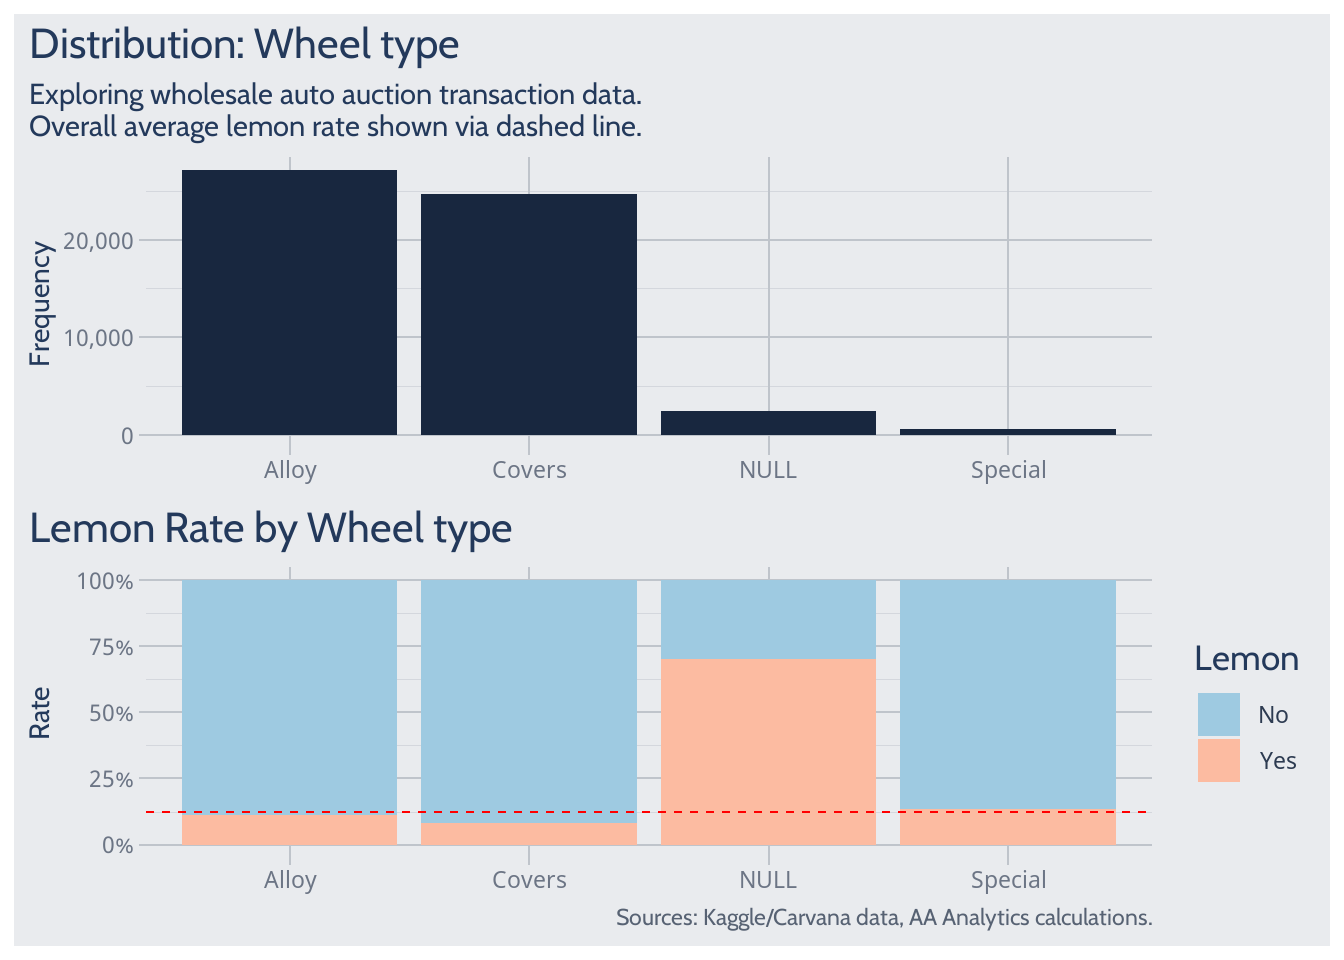 Distribution: Wheel type
Exploring wholesale auto auction transaction data.
Overall average lemon rate shown via dashed line.
Frequency
20,000
10,000
0
Alloy
Covers
NULL
Special
Lemon Rate by Wheel type
Rate
100%
75%
50%
25%
0%
Alloy
Covers
NULL
Special
Lemon
No
Yes
Sources: Kaggle/Carvana data, AA Analytics calculations.